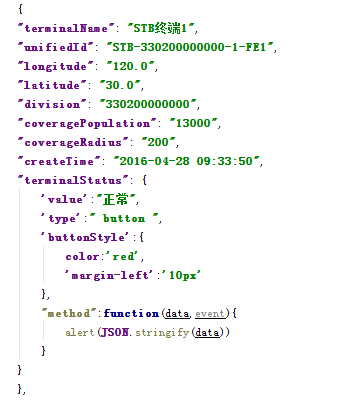 {
"terminalName": "STB终端1",
"unifiedId": "STB-330200000000-1-FE1",
"longitude": "120.0",
"latitude": "30.0",
"division": "330200000000",
"coveragePopulation": "13000",
"coverageRadius": "200",
"createTime": "2016-04-28 09:33:50",
"terminalStatus": {
'value':"正常",
'type':" button ",
'buttonStyle':{
color:'red',
'margin-left':'10px'
},
"method":function(data,event){
alert(JSON.stringify(data))
}
}
},